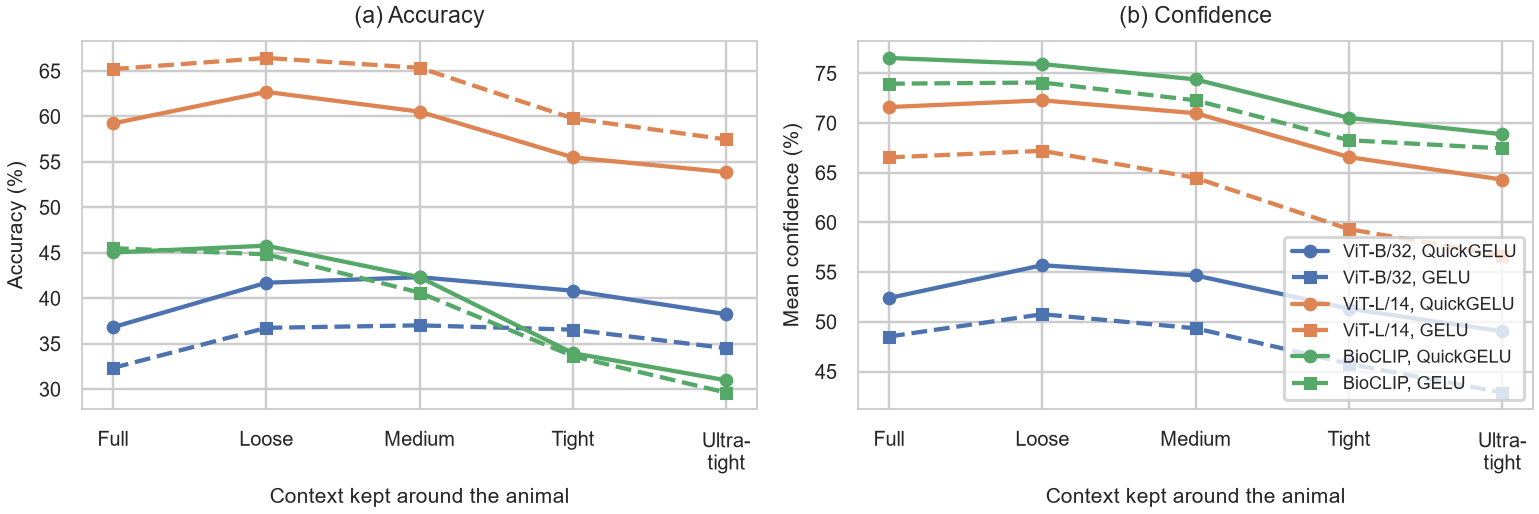 (a) Accuracy
Accuracy (%)
65
60
55
50
45
40
35
30
Full
Loose
Medium
Tight
Ultra-
tight
Context kept around the animal
(b) Confidence
Mean confidence (%)
75
70
65
60
55
50
45
ViT-B/32, QuickGELU
ViT-B/32, GELU
ViT-L/14, QuickGELU
ViT-L/14, GELU
BioCLIP, QuickGELU
BioCLIP, GELU
Full
Loose
Medium
Tight
Ultra-
tight
Context kept around the animal